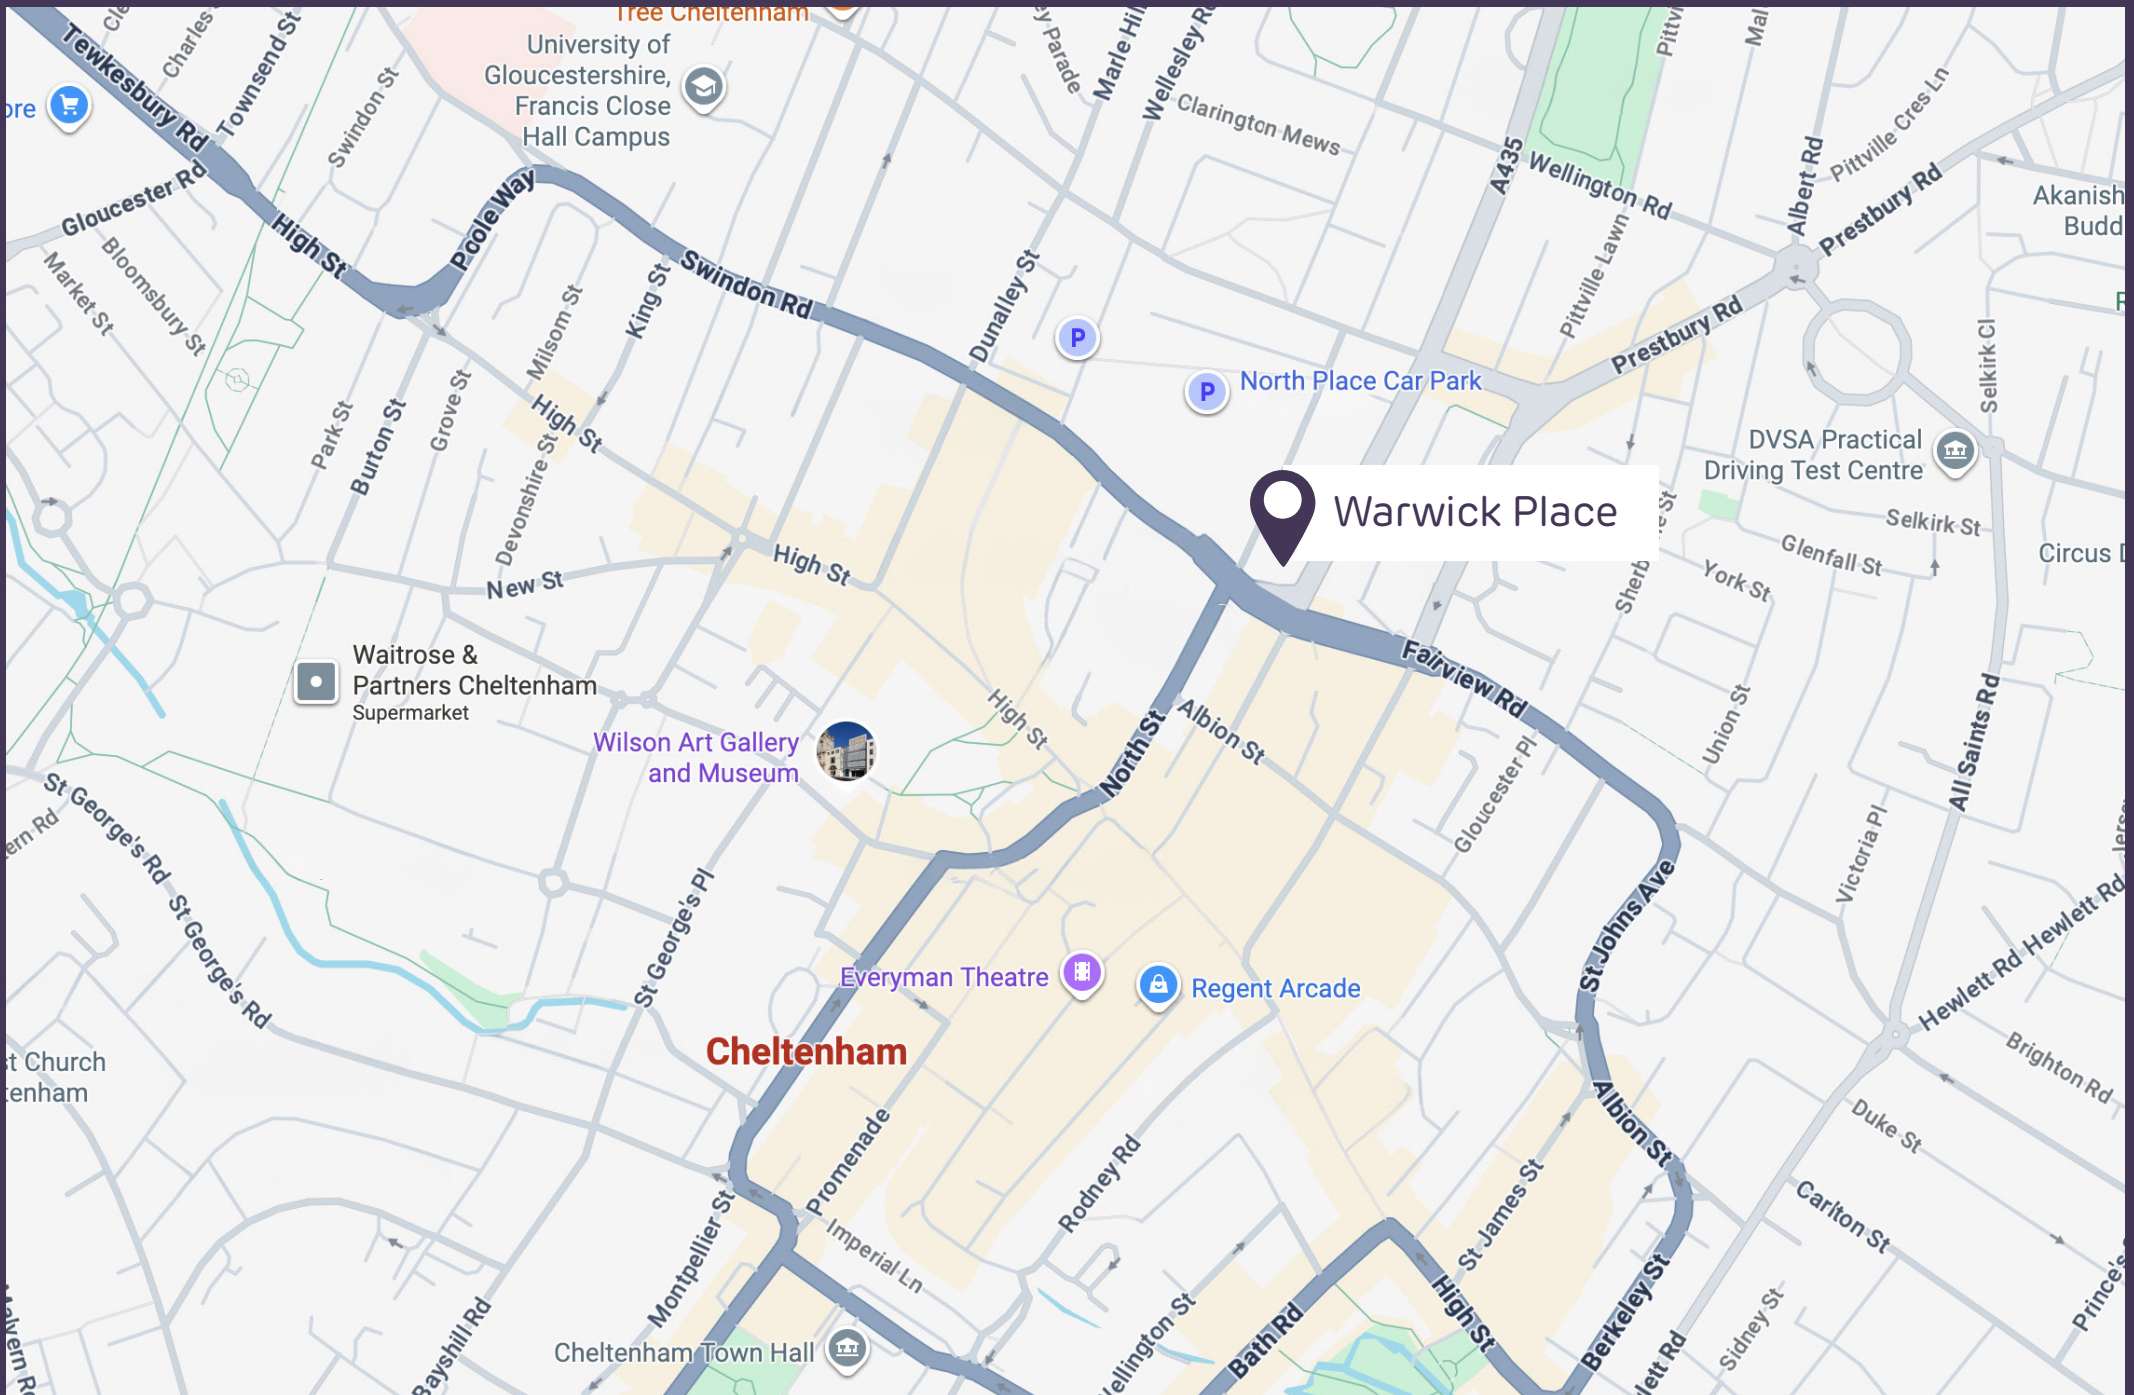 Tree Cheltenham
University of
Gloucestershire,
Francis Close
Hall Campus
Tewkesbury Rd
Townsend St
Swindon St
Marle Hill
Wellesley
Parade
Clarington Mews
A435
Wellington Rd
Albert Rd
Pittville Cres Ln
Prestbury Rd
Gloucester Rd
High St
Poole Way
Swindon Rd
King St
Milsom St
Dunalley St
Market St
Bloomsbury St
Pittville Lawn
Prestbury Rd
Selkirk Cl
P
P
North Place Car Park
Park St
Burton St
Grove St
High St
Devonshire St
DVSA Practical
Driving Test Centre
Warwick Place
Selkirk St
Glenfall St
York St
Circus
New St
High St
Waitrose &
Partners Cheltenham
Supermarket
Fairview Rd
Wilson Art Gallery
and Museum
High St
North St
Albion St
Gloucester Pl
Union St
All Saints Rd
Victoria Pl
St George's Rd
St George's Rd
St George's Pl
St Johns Ave
Hewlett Rd
Hewlett Rd
Everyman Theatre
Regent Arcade
Cheltenham
Church
Brighton Rd
Duke St
Albion St
Promenade
Rodney Rd
St James St
Carlton St
Montpellier St
Imperial Ln
Bath Rd
High St
Berkeley St
Sidney St
Bayshill Rd
Cheltenham Town Hall